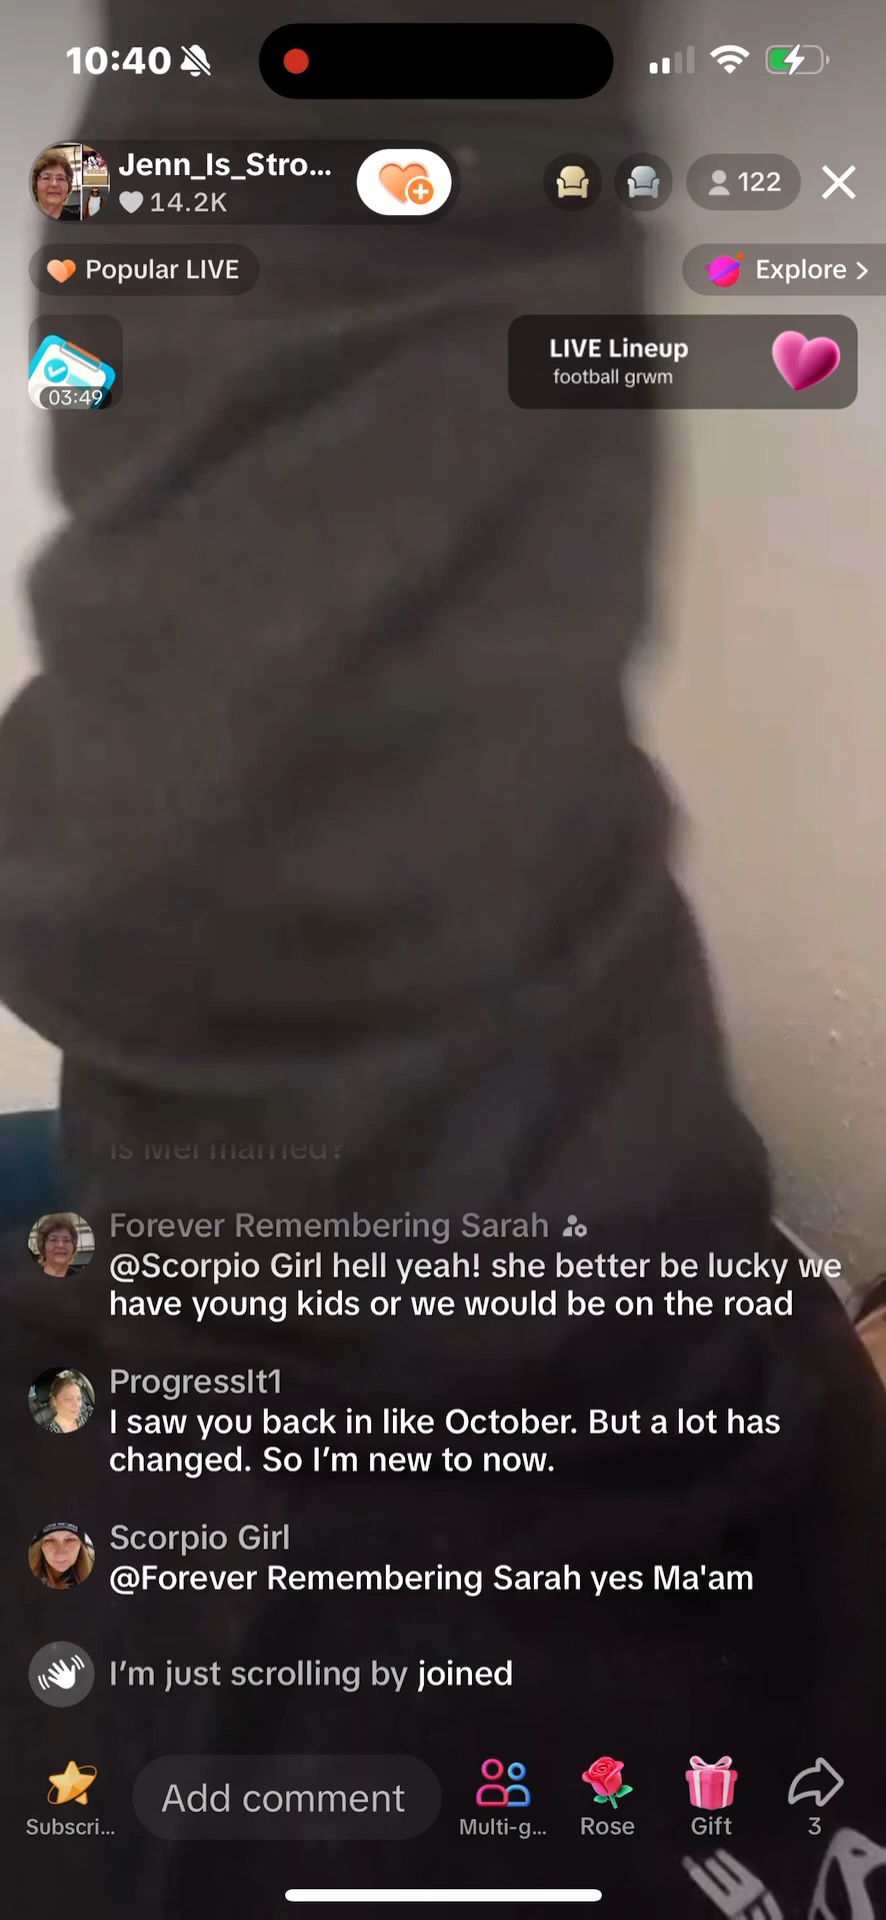 10:40
Jenn_Is_Stro...
14.2K
122
Popular LIVE
Explore >
LIVE Lineup
football grwm
03:49
Is Mel married?
Forever Remembering Sarah
@Scorpio Girl hell yeah! she better be lucky we
have young kids or we would be on the road
ProgressIt1
I saw you back in like October. But a lot has
changed. So I’m new to now.
Scorpio Girl
@Forever Remembering Sarah yes Ma'am
I’m just scrolling by joined
Add comment
Subscri...
Multi-g...
Rose
Gift
3